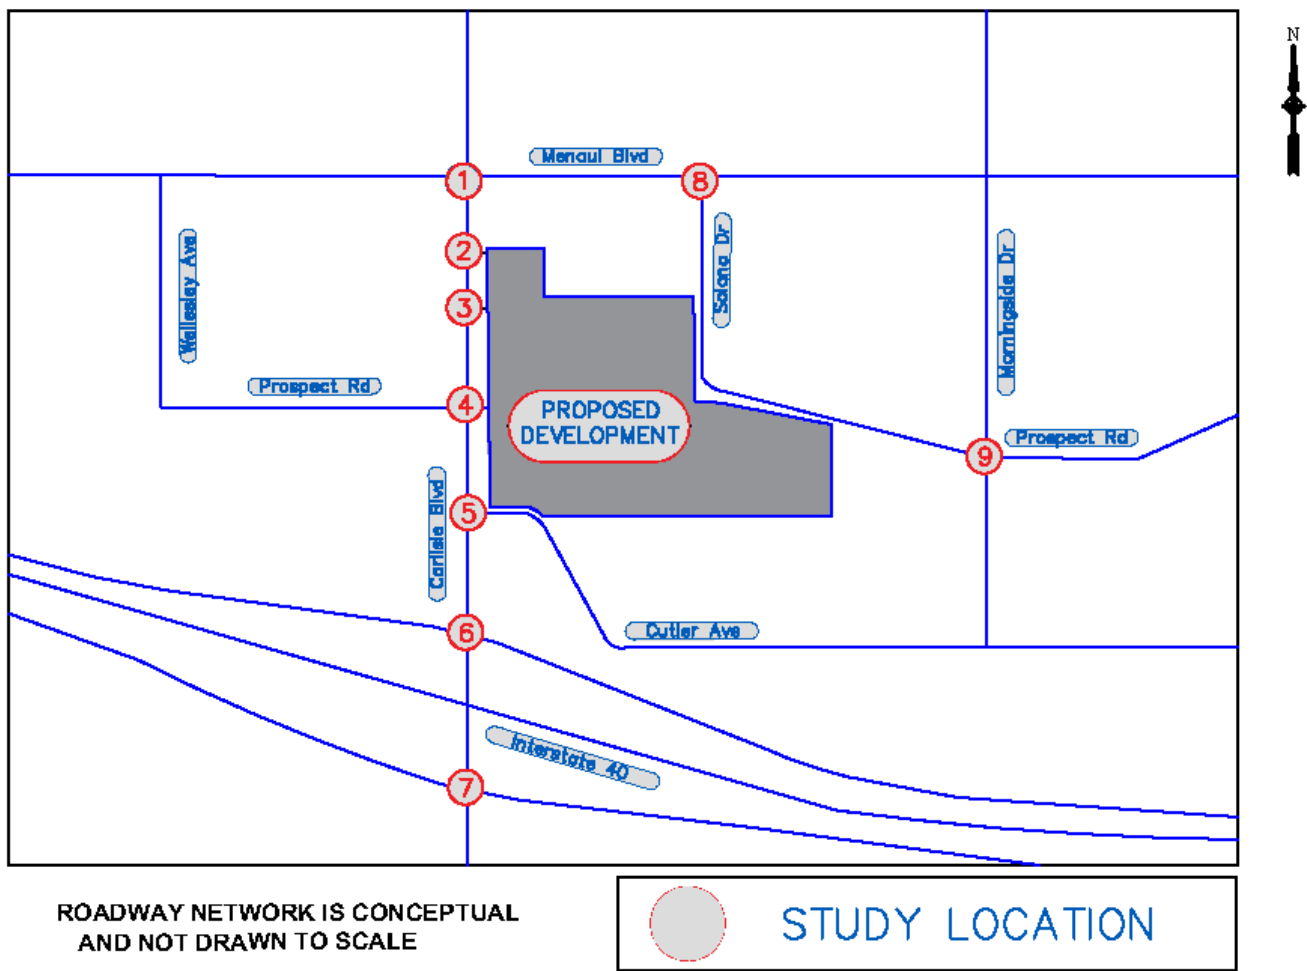 N
Menaul Blvd
1
8
2
Wellesley Ave
Solano Dr
Morningside Dr
3
Prospect Rd
4
PROPOSED
DEVELOPMENT
Prospect Rd
9
Carlisle Blvd
5
6
Cutler Ave
Interstate 40
7
ROADWAY NETWORK IS CONCEPTUAL
AND NOT DRAWN TO SCALE
STUDY LOCATION